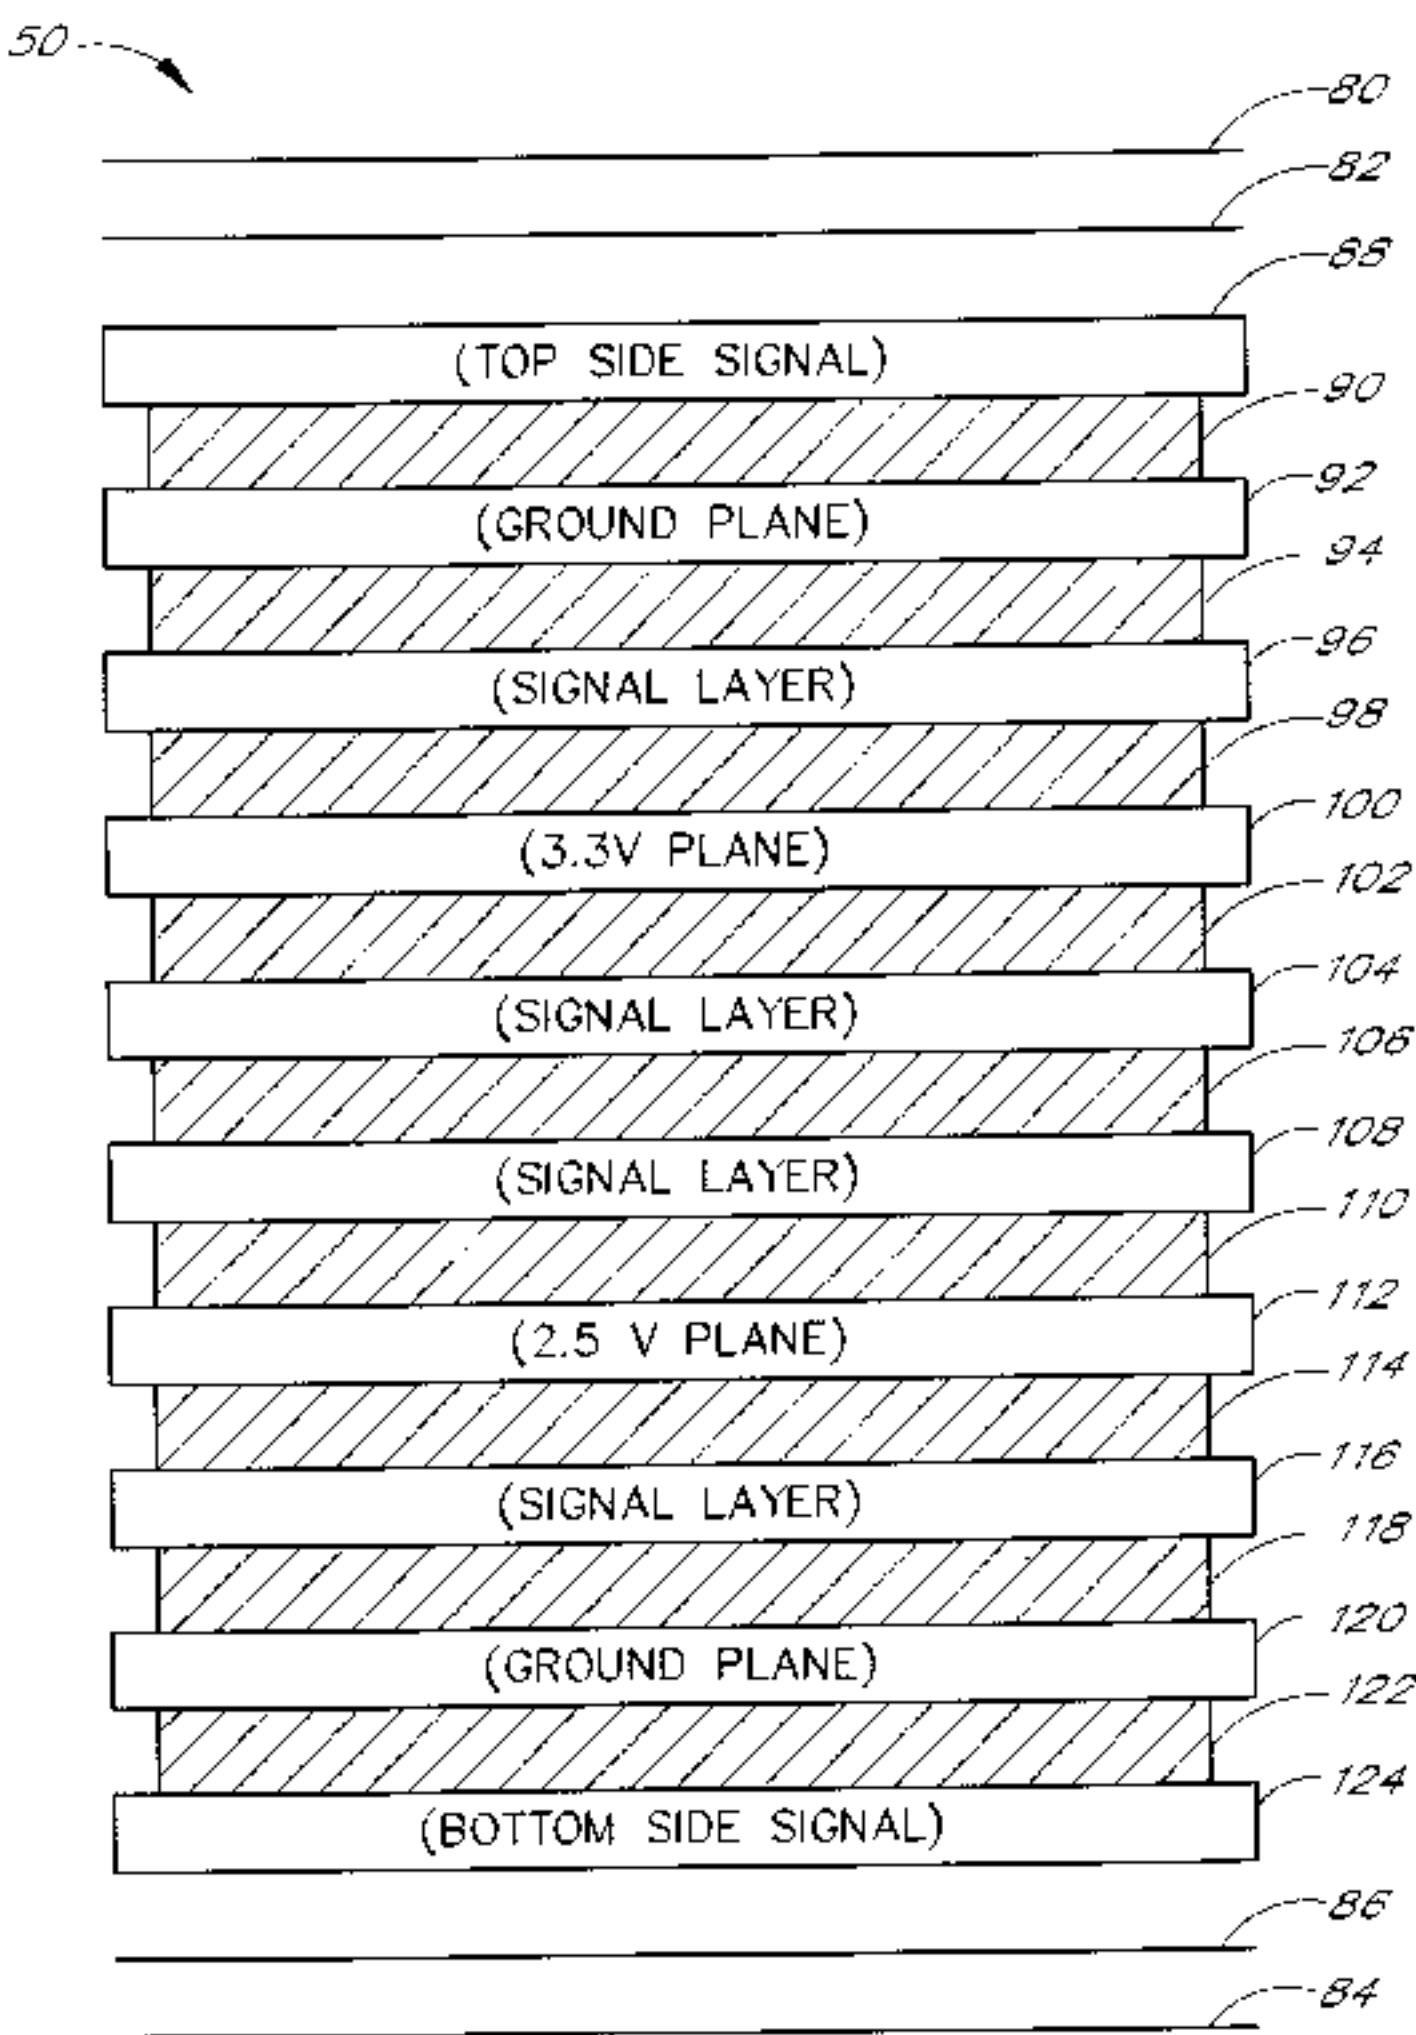 50
80
82
88
(TOP SIDE SIGNAL)
90
92
(GROUND PLANE)
94
96
(SIGNAL LAYER)
98
100
(3.3V PLANE)
102
104
(SIGNAL LAYER)
106
108
(SIGNAL LAYER)
110
112
(2.5 V PLANE)
114
116
(SIGNAL LAYER)
118
120
(GROUND PLANE)
122
124
(BOTTOM SIDE SIGNAL)
86
84